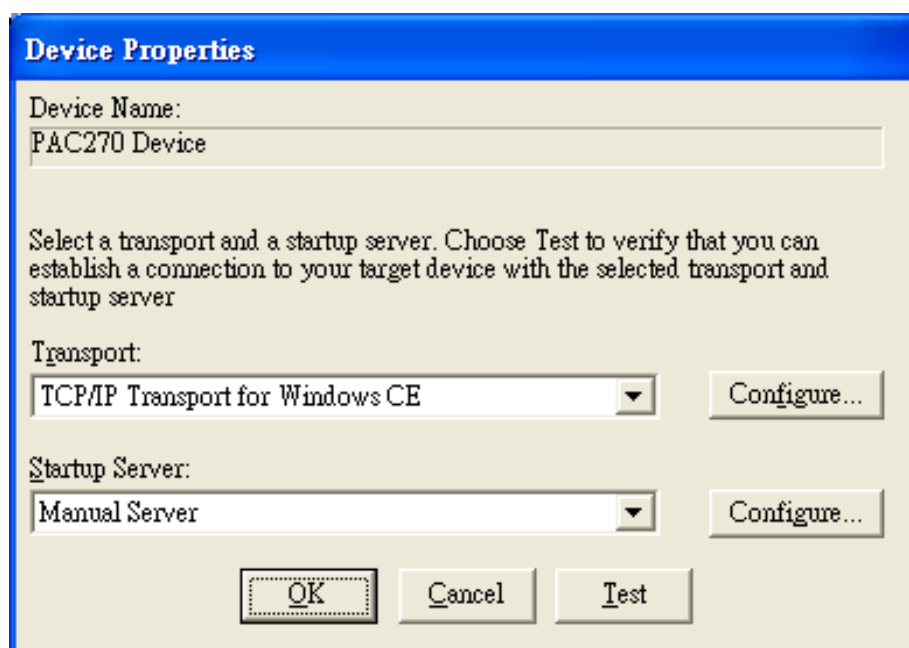 Device Properties
Device Name:
PAC270 Device
Select a transport and a startup server. Choose Test to verify that you can
establish a connection to your target device with the selected transport and
startup server
Transport:
TCP/IP Transport for Windows CE
Configure...
Startup Server:
Manual Server
Configure...
OK Cancel Test